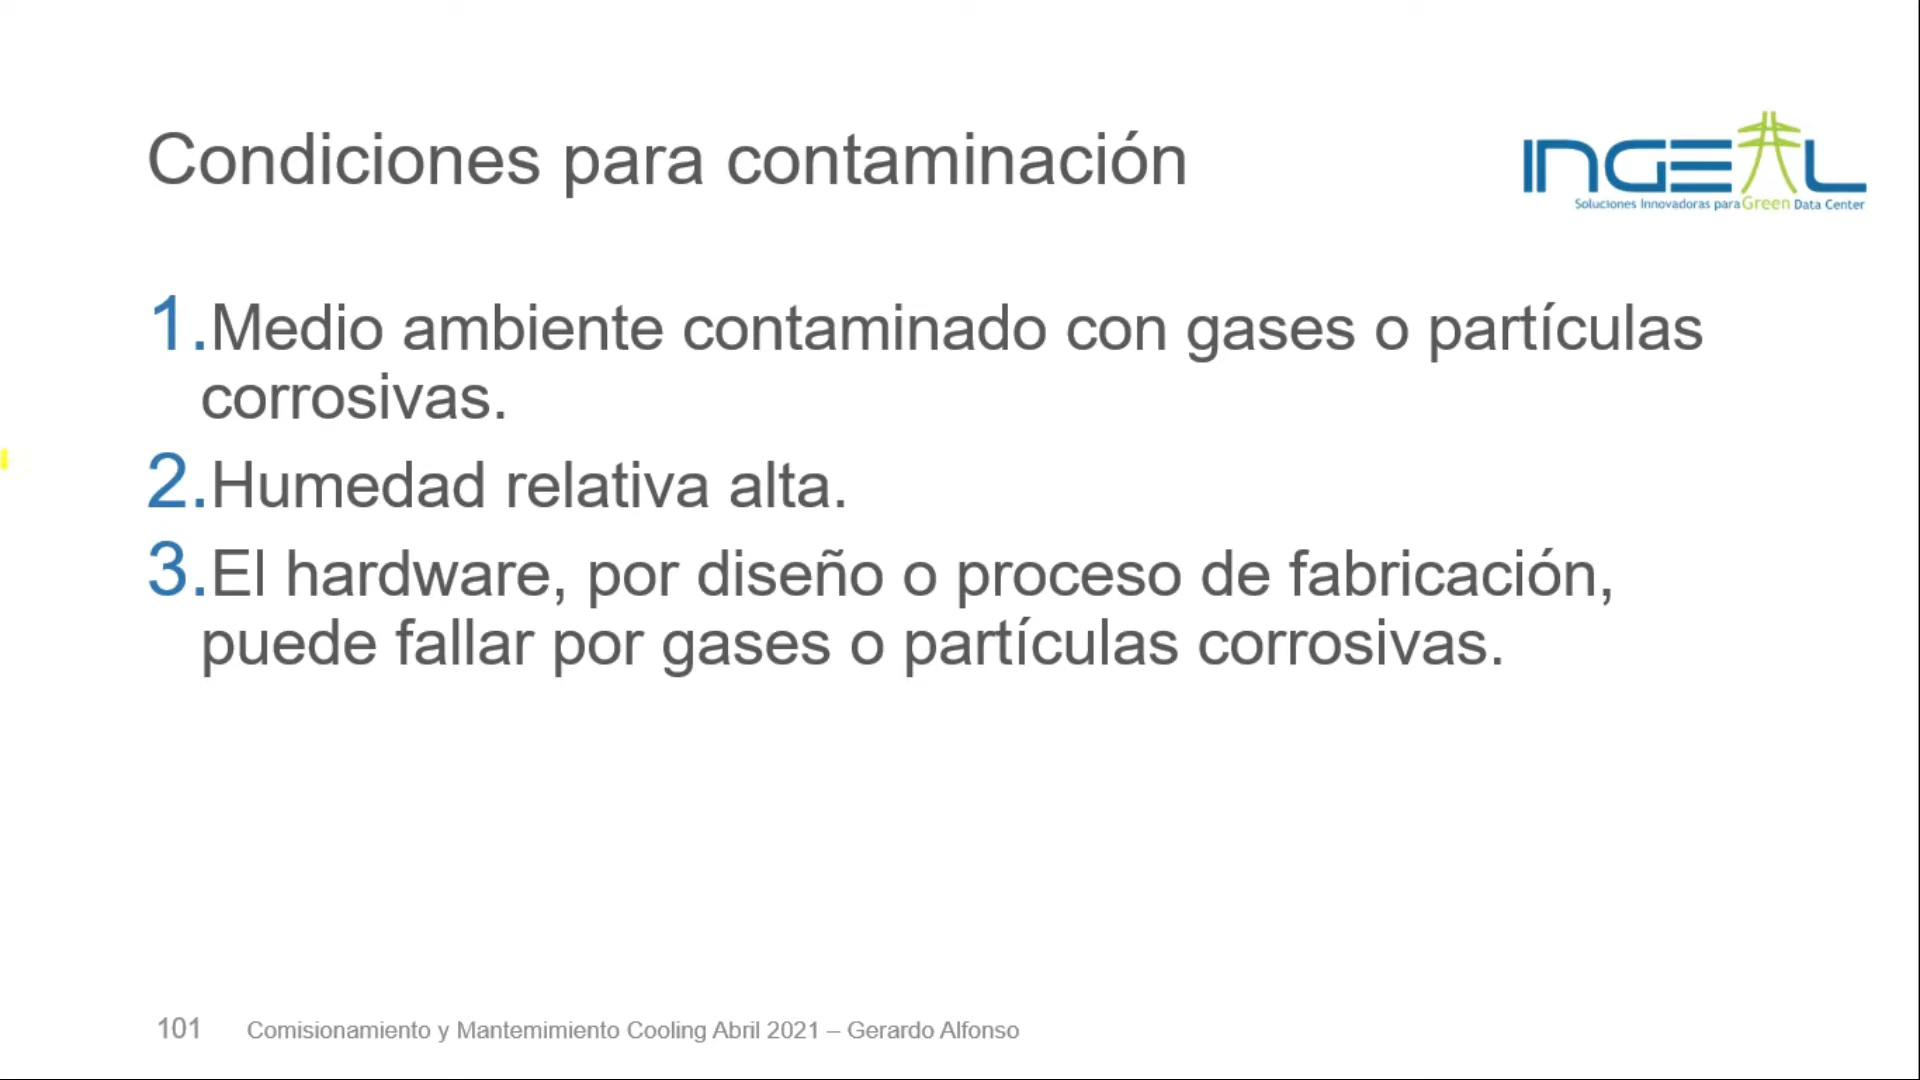 Condiciones para contaminación
INGEAL
Soluciones Innovadoras para Green Data Center
1.Medio ambiente contaminado con gases o partículas
corrosivas.
2.Humedad relativa alta.
3.El hardware, por diseño o proceso de fabricación,
puede fallar por gases o partículas corrosivas.
101 Comisionamiento y Mantemimiento Cooling Abril 2021 – Gerardo Alfonso